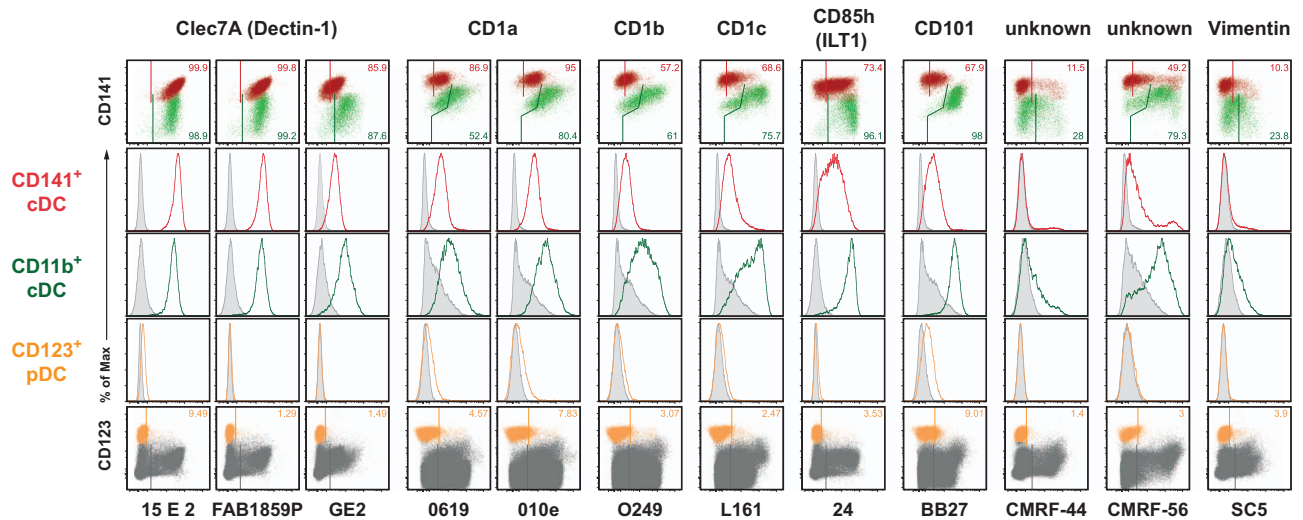 Clec7A (Dectin-1) CD1a CD1b CD1c CD85h (ILT1) CD101 unknown unknown Vimentin
CD141
99.9 99.8 85.9 86.9 95 57.2 68.6 73.4 67.9 11.5 49.2 10.3
98.9 99.2 87.6 52.4 80.4 61 75.7 96.1 98 28 79.3 23.8
CD141+
cDC
CD11b+
cDC
CD123+
pDC
% of Max
CD123
9.49 1.29 1.49 4.57 7.83 3.07 2.47 3.53 9.01 1.4 3 3.9
15 E 2 FAB1859P GE2 0619 010e O249 L161 24 BB27 CMRF-44 CMRF-56 SC5